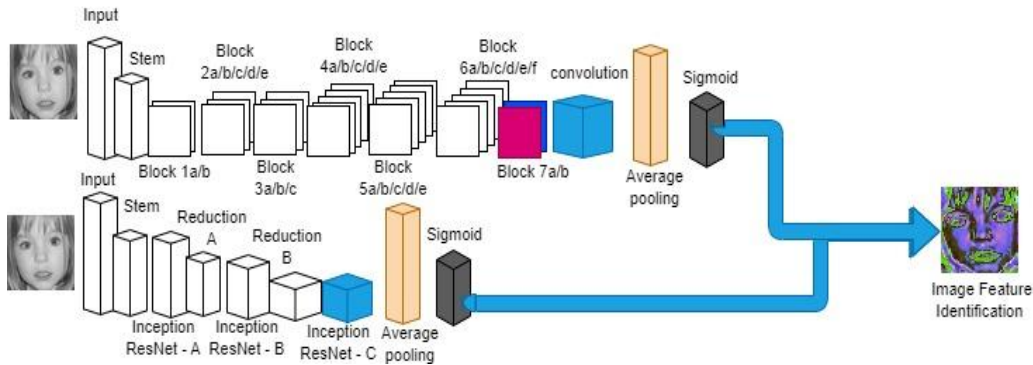 Input
Stem
Block
2a/b/c/d/e
Block
4a/b/c/d/e
Block
6a/b/c/d/e/f
convolution
Sigmoid
Block 1a/b
Block
3a/b/c
Block
5a/b/c/d/e
Block 7a/b
Average
pooling
Input
Stem
Reduction
A
Reduction
B
Sigmoid
Inception
ResNet - A
Inception
ResNet - B
Inception
ResNet - C
Average
pooling
Image Feature
Identification